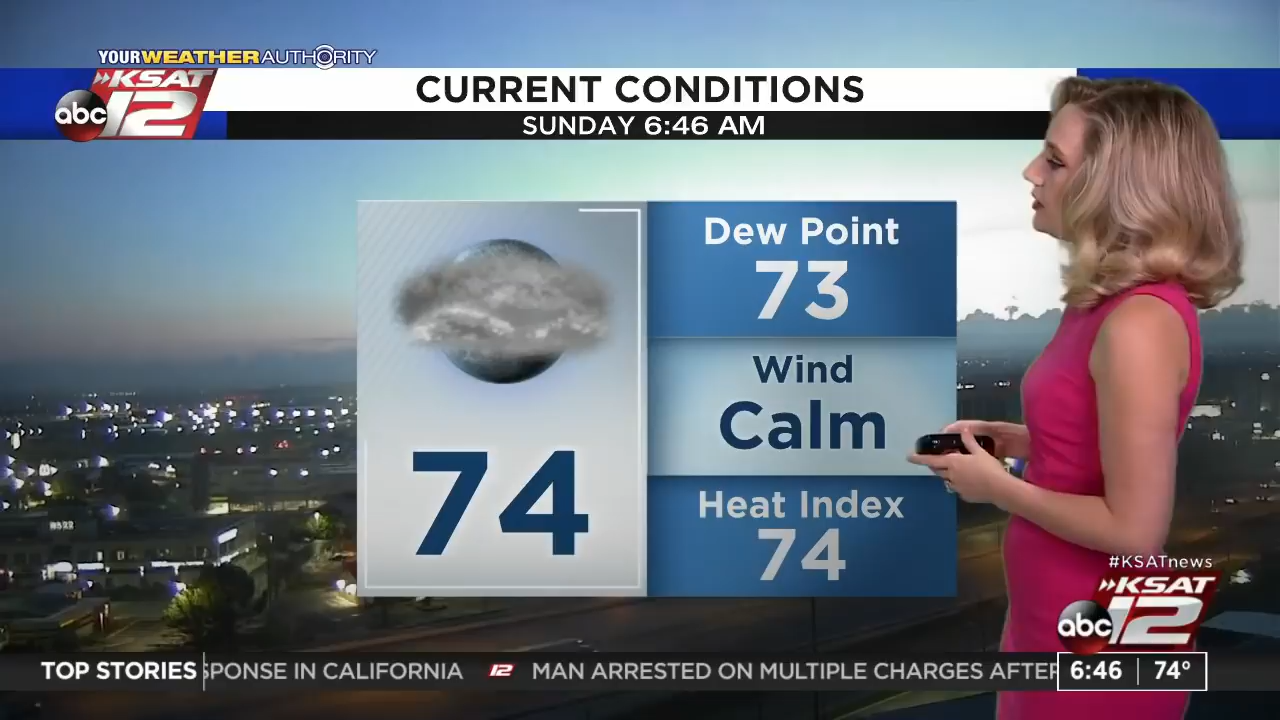 YOURWEATHERAUTHORITY
KSAT
abc 12
CURRENT CONDITIONS
SUNDAY 6:46 AM
Dew Point
73
Wind
Calm
74
Heat Index
74
#KSATnews
KSAT
abc 12
TOP STORIES SPONSE IN CALIFORNIA 12 MAN ARRESTED ON MULTIPLE CHARGES AFTER 6:46 74°